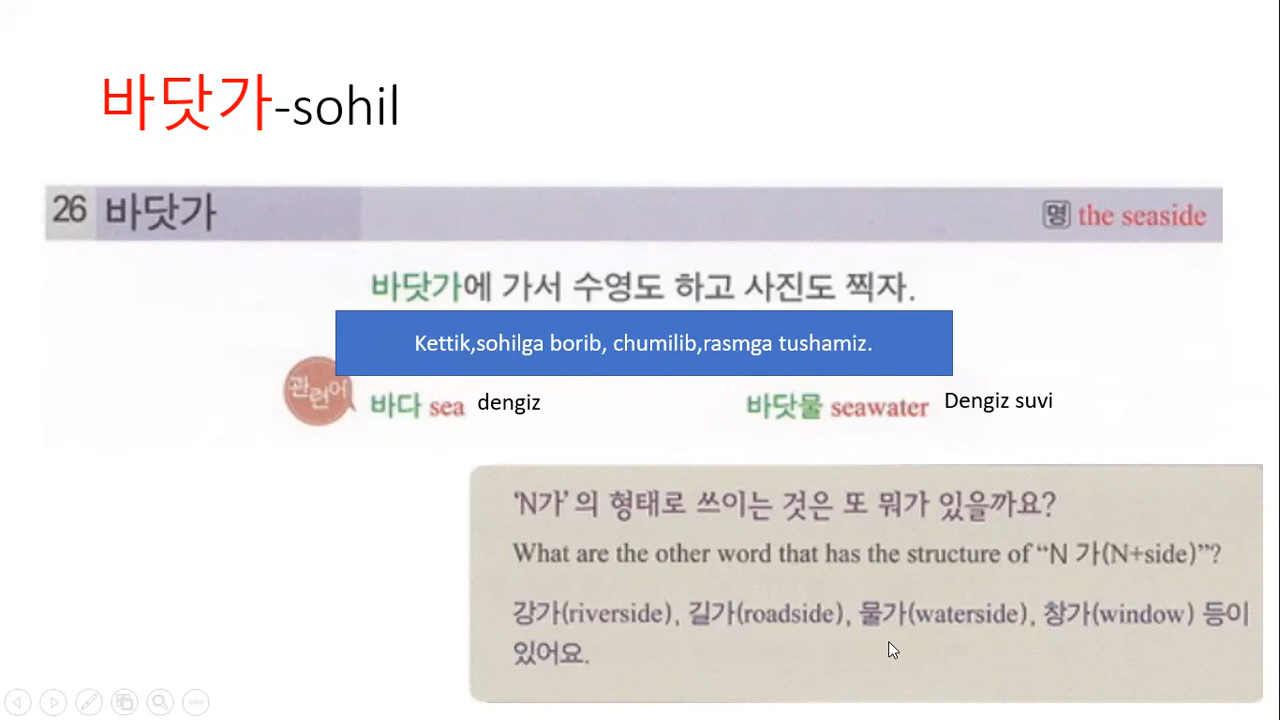 바닷가-sohil
26 바닷가 명 the seaside
바닷가에 가서 수영도 하고 사진도 찍자.
Kettik,sohilga borib, chumilib,rasmga tushamiz.
관련어 바다 sea dengiz 바닷물 seawater Dengiz suvi
'N가'의 형태로 쓰이는 것은 또 뭐가 있을까요?
What are the other word that has the structure of “N 가(N+side)”?
강가(riverside), 길가(roadside), 물가(waterside), 창가(window) 등이
있어요.